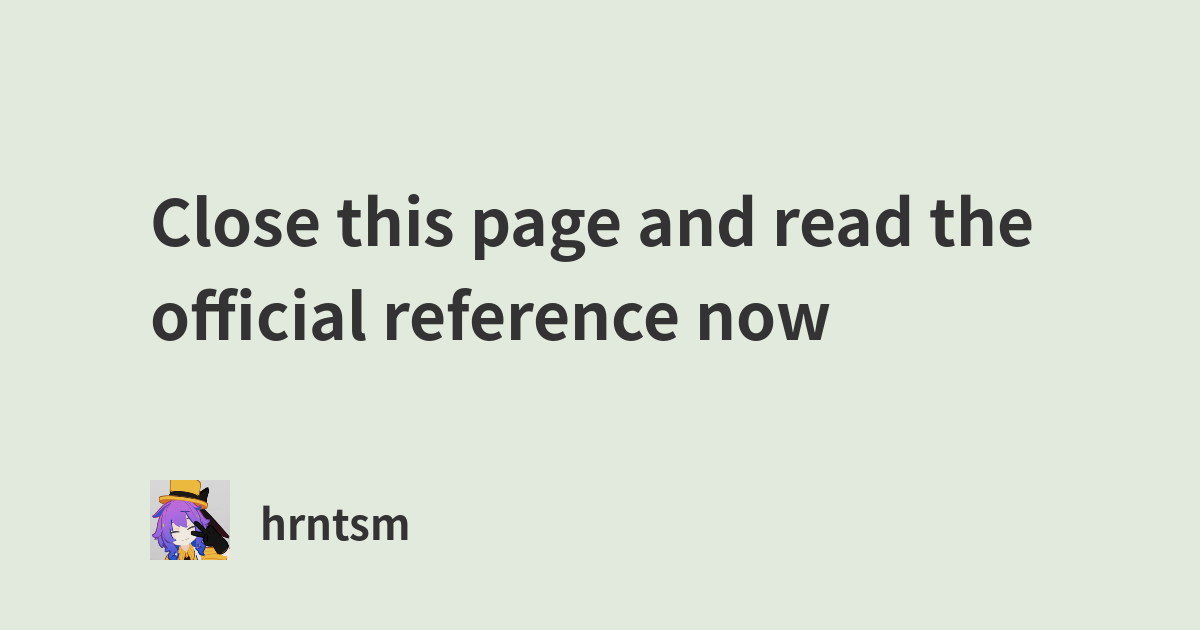 Close this page and read the
official reference now
hrntsm